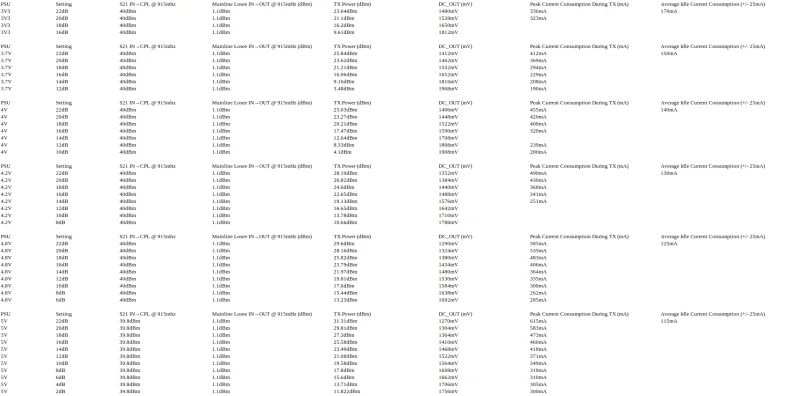 PSU Setting S21 IN→CPL @ 915mhz Mainline Losee IN→OUT @ 915mHz (dBm) TX Power (dBm) DC_OUT (mV) Peak Current Consumption During TX (mA) Average Idle Current Consumption (+/- 25mA)
3V3 22dB 40dBm 1.1dBm 23.04dBm 1480mV 336mA 170mA
3V3 20dB 40dBm 1.1dBm 21.1dBm 1520mV 323mA
3V3 18dB 40dBm 1.1dBm 16.2dBm 1650mV
3V3 16dB 40dBm 1.1dBm 9.61dBm 1812mV
PSU Setting S21 IN→CPL @ 915mhz Mainline Losee IN→OUT @ 915mHz (dBm) TX Power (dBm) DC_OUT (mV) Peak Current Consumption During TX (mA) Average Idle Current Consumption (+/- 25mA)
3.7V 22dB 40dBm 1.1dBm 25.84dBm 1412mV 412mA 150mA
3.7V 20dB 40dBm 1.1dBm 23.62dBm 1462mV 369mA
3.7V 18dB 40dBm 1.1dBm 21.21dBm 1552mV 294mA
3.7V 16dB 40dBm 1.1dBm 1652mV 229mA
3.7V 14dB 40dBm 1.1dBm 9.16dBm 1810mV 208mA
3.7V 12dB 40dBm 1.1dBm 3.48dBm 1968mV 190mA
PSU Setting S21 IN→CPL @ 915mhz Mainline Losee IN→OUT @ 915mHz (dBm) TX Power (dBm) DC_OUT (mV) Peak Current Consumption During TX (mA) Average Idle Current Consumption (+/- 25mA)
4V 22dB 40dBm 1.1dBm 25.03dBm 1406mV 455mA 140mA
4V 20dB 40dBm 1.1dBm 23.27dBm 1448mV 420mA
4V 18dB 40dBm 1.1dBm 20.21dBm 1522mV 400mA
4V 16dB 40dBm 1.1dBm 17.47dBm 1590mV 320mA
4V 14dB 40dBm 1.1dBm 12.64dBm 1708mV
4V 12dB 40dBm 1.1dBm 8.33dBm 1808mV 239mA
4V 10dB 40dBm 1.1dBm 4.1dBm 1908mV 200mA
PSU Setting S21 IN→CPL @ 915mhz Mainline Losee IN→OUT @ 915mHz (dBm) TX Power (dBm) DC_OUT (mV) Peak Current Consumption During TX (mA) Average Idle Current Consumption (+/- 25mA)
4.2V 22dB 40dBm 1.1dBm 28.19dBm 1352mV 490mA 130mA
4.2V 20dB 40dBm 1.1dBm 26.82dBm 1384mV 430mA
4.2V 18dB 40dBm 1.1dBm 24.6dBm 1440mV 368mA
4.2V 16dB 40dBm 1.1dBm 22.65dBm 1488mV 341mA
4.2V 14dB 40dBm 1.1dBm 19.13dBm 1576mV 251mA
4.2V 12dB 40dBm 1.1dBm 16.65dBm 1642mV
4.2V 10dB 40dBm 1.1dBm 13.78dBm 1710mV
4.2V 8dB 40dBm 1.1dBm 10.66dBm 1788mV
PSU Setting S21 IN→CPL @ 915mhz Mainline Losee IN→OUT @ 915mHz (dBm) TX Power (dBm) DC_OUT (mV) Peak Current Consumption During TX (mA) Average Idle Current Consumption (+/- 25mA)
4.8V 22dB 40dBm 1.1dBm 29.6dBm 1290mV 585mA 125mA
4.8V 20dB 40dBm 1.1dBm 28.16dBm 1324mV 535mA
4.8V 18dB 40dBm 1.1dBm 25.82dBm 1380mV 483mA
4.8V 16dB 40dBm 1.1dBm 23.79dBm 1434mV 406mA
4.8V 14dB 40dBm 1.1dBm 21.97dBm 1480mV 364mA
4.8V 12dB 40dBm 1.1dBm 19.81dBm 1530mV 335mA
4.8V 10dB 40dBm 1.1dBm 17.6dBm 1584mV 300mA
4.8V 8dB 40dBm 1.1dBm 15.44dBm 1638mV 262mA
4.8V 6dB 40dBm 1.1dBm 13.23dBm 1692mV 285mA
PSU Setting S21 IN→CPL @ 915mhz Mainline Losee IN→OUT @ 915mHz (dBm) TX Power (dBm) DC_OUT (mV) Peak Current Consumption During TX (mA) Average Idle Current Consumption (+/- 25mA)
5V 22dB 39.8dBm 1.1dBm 31.31dBm 1270mV 615mA 115mA
5V 20dB 39.8dBm 1.1dBm 29.81dBm 1304mV 583mA
5V 18dB 39.8dBm 1.1dBm 27.3dBm 1364mV 473mA
5V 16dB 39.8dBm 1.1dBm 25.58dBm 1410mV 460mA
5V 14dB 39.8dBm 1.1dBm 23.49dBm 1460mV 418mA
5V 12dB 39.8dBm 1.1dBm 21.08dBm 1522mV 371mA
5V 10dB 39.8dBm 1.1dBm 19.58dBm 1564mV 349mA
5V 8dB 39.8dBm 1.1dBm 17.8dBm 1608mV 318mA
5V 6dB 39.8dBm 1.1dBm 15.6dBm 1662mV 310mA
5V 4dB 39.8dBm 1.1dBm 13.71dBm 1706mV 305mA
5V 2dB 39.8dBm 1.1dBm 11.822dBm 1756mV 300mA